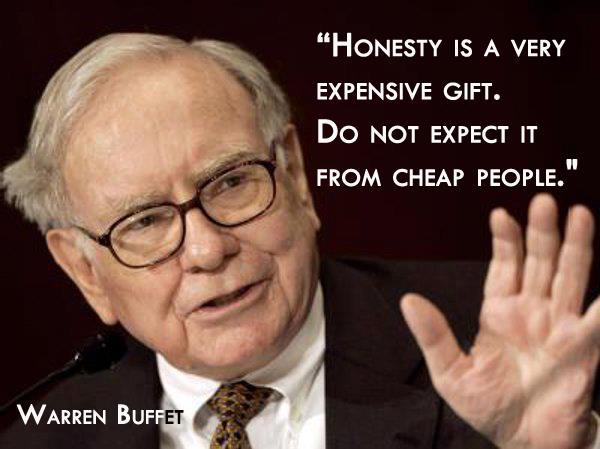 “Honesty is a very
expensive gift.
Do not expect it
from cheap people."
Warren Buffet